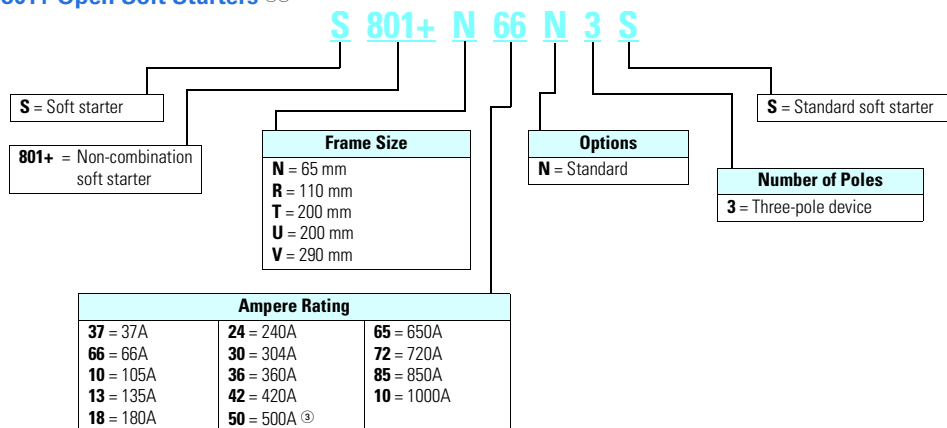 S 801+ N 66 N 3 S
S = Soft starter
S = Standard soft starter
801+ = Non-combination
soft starter
Frame Size
N = 65 mm
R = 110 mm
T = 200 mm
U = 200 mm
V = 290 mm
Options
N = Standard
Number of Poles
3 = Three-pole device
Ampere Rating
37 = 37A
66 = 66A
10 = 105A
13 = 135A
18 = 180A
24 = 240A
30 = 304A
36 = 360A
42 = 420A
50 = 500A ③
65 = 650A
72 = 720A
85 = 850A
10 = 1000A